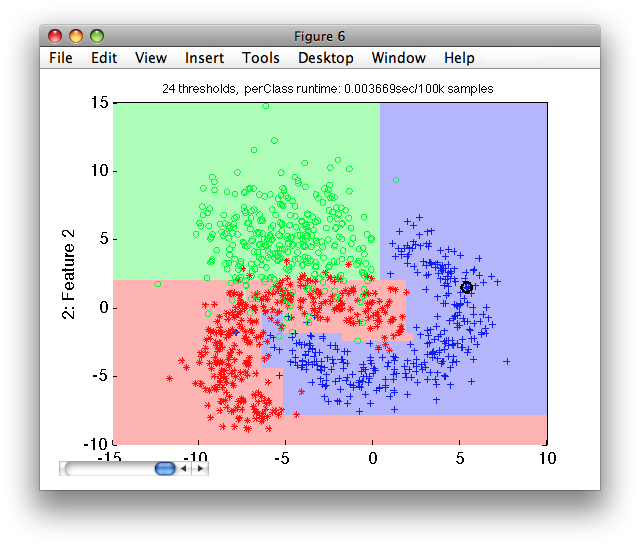 Figure 6
File Edit View Insert Tools Desktop Window Help
24 thresholds, perClass runtime: 0.003669sec/100k samples
15
10
5
0
-5
-10
2: Feature 2
-15 -10 -5 0 5 10